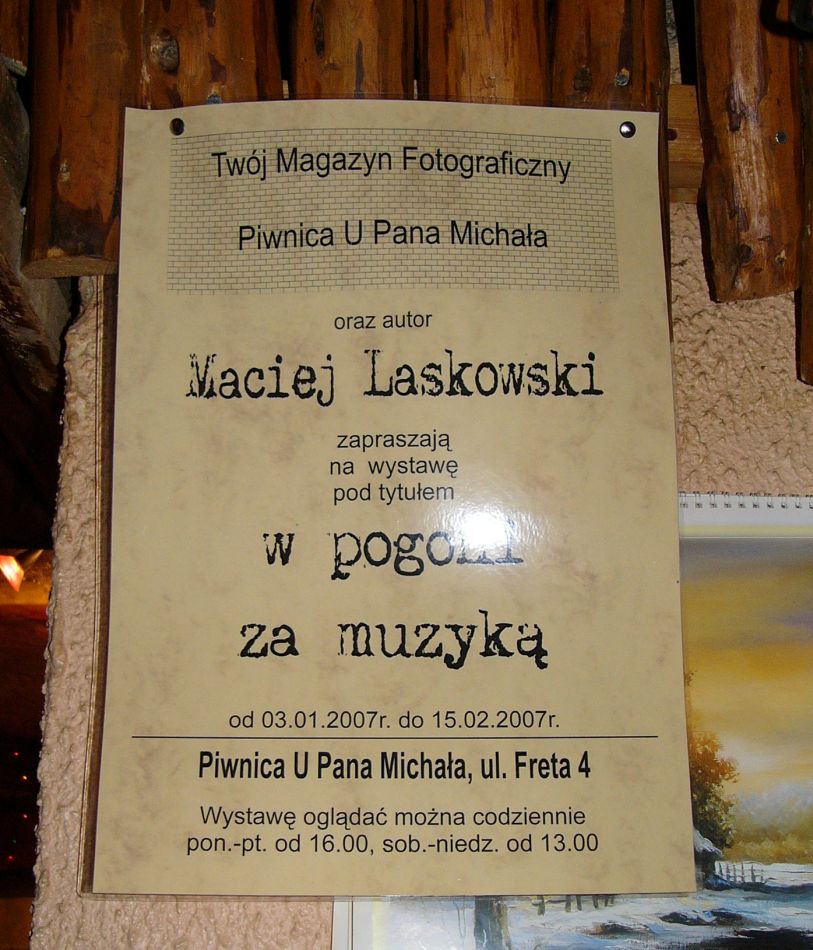 Twój Magazyn Fotograficzny
Piwnica U Pana Michała
oraz autor
Maciej Laskowski
zapraszają
na wystawę
pod tytułem
w pogoni
za muzyką
od 03.01.2007r. do 15.02.2007r.
Piwnica U Pana Michała, ul. Freta 4
Wystawę oglądać można codziennie
pon.-pt. od 16.00, sob.-niedz. od 13.00